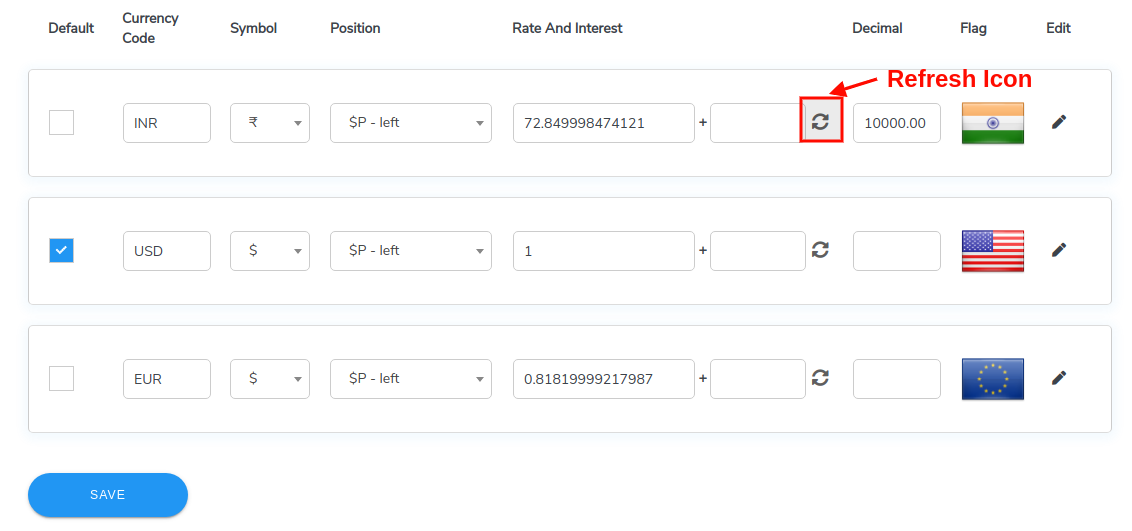 Default Currency Code Symbol Position Rate And Interest Decimal Flag Edit
Refresh Icon
INR ₹ $P - left 72.849998474121 + 10000.00
USD $ $P - left 1 +
EUR $ $P - left 0.81819999217987 +
SAVE